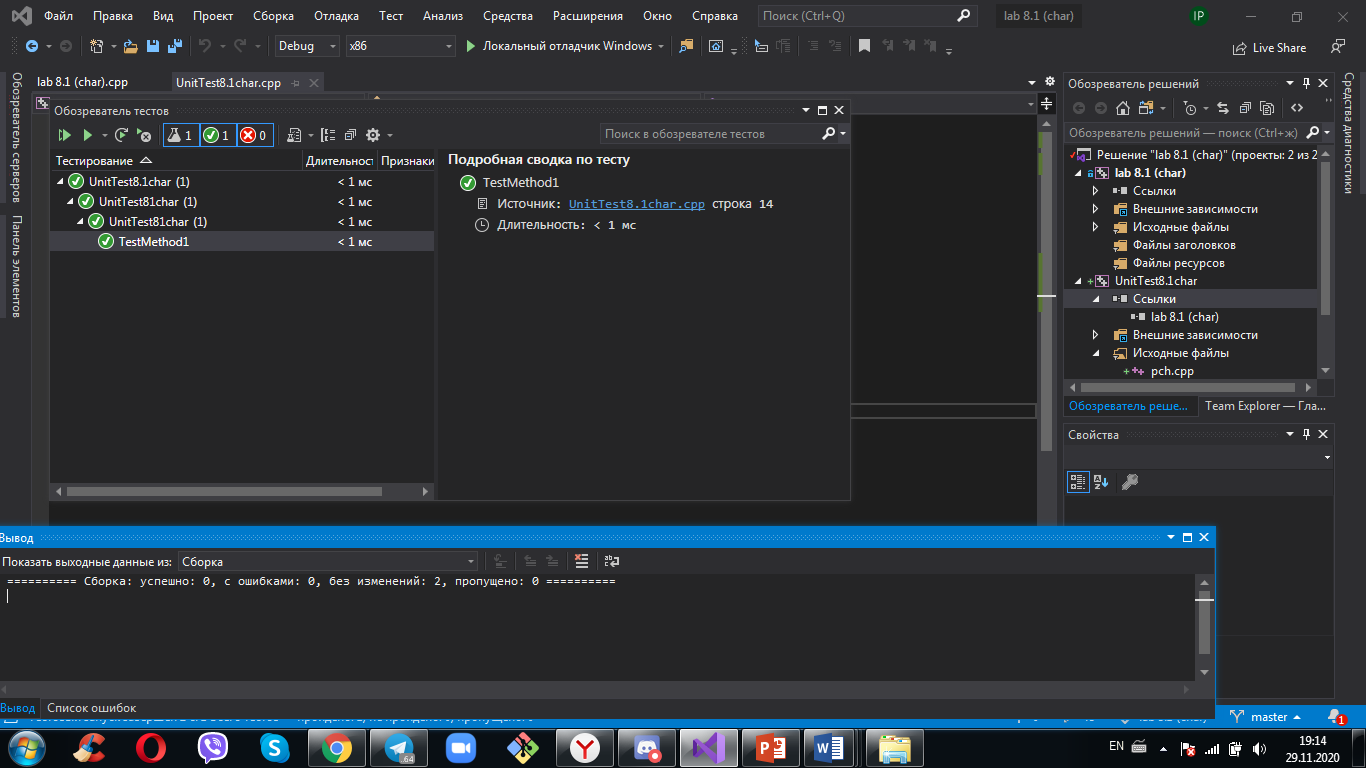 Файл Правка Вид Проект Сборка Отладка Тест Анализ Средства Расширения Окно Справка Поиск (Ctrl+Q) lab 8.1 (char) IP
Debug x86 Локальный отладчик Windows Live Share
Обозреватель серверов
Панель элементов
lab 8.1 (char).cpp UnitTest8.1char.cpp
Обозреватель тестов
1 1 0 Поиск в обозревателе тестов
Тестирование Длительност Признаки
UnitTest8.1char (1) < 1 мс
UnitTest81char (1) < 1 мс
UnitTest81char (1) < 1 мс
TestMethod1 < 1 мс
Подробная сводка по тесту
TestMethod1
Источник: UnitTest8.1char.cpp строка 14
Длительность: < 1 мс
Обозреватель решений
Обозреватель решений — поиск (Ctrl+ж)
Решение "lab 8.1 (char)" (проекты: 2 из 2
lab 8.1 (char)
Ссылки
Внешние зависимости
Исходные файлы
Файлы заголовков
Файлы ресурсов
UnitTest8.1char
Ссылки
lab 8.1 (char)
Внешние зависимости
Исходные файлы
pch.cpp
Обозреватель реше... Team Explorer — Гла...
Свойства
Средства диагностики
Вывод
Показать выходные данные из: Сборка
========== Сборка: успешно: 0, с ошибками: 0, без изменений: 2, пропущено: 0 ==========
Вывод Список ошибок
master 1
64
EN 19:14
29.11.2020